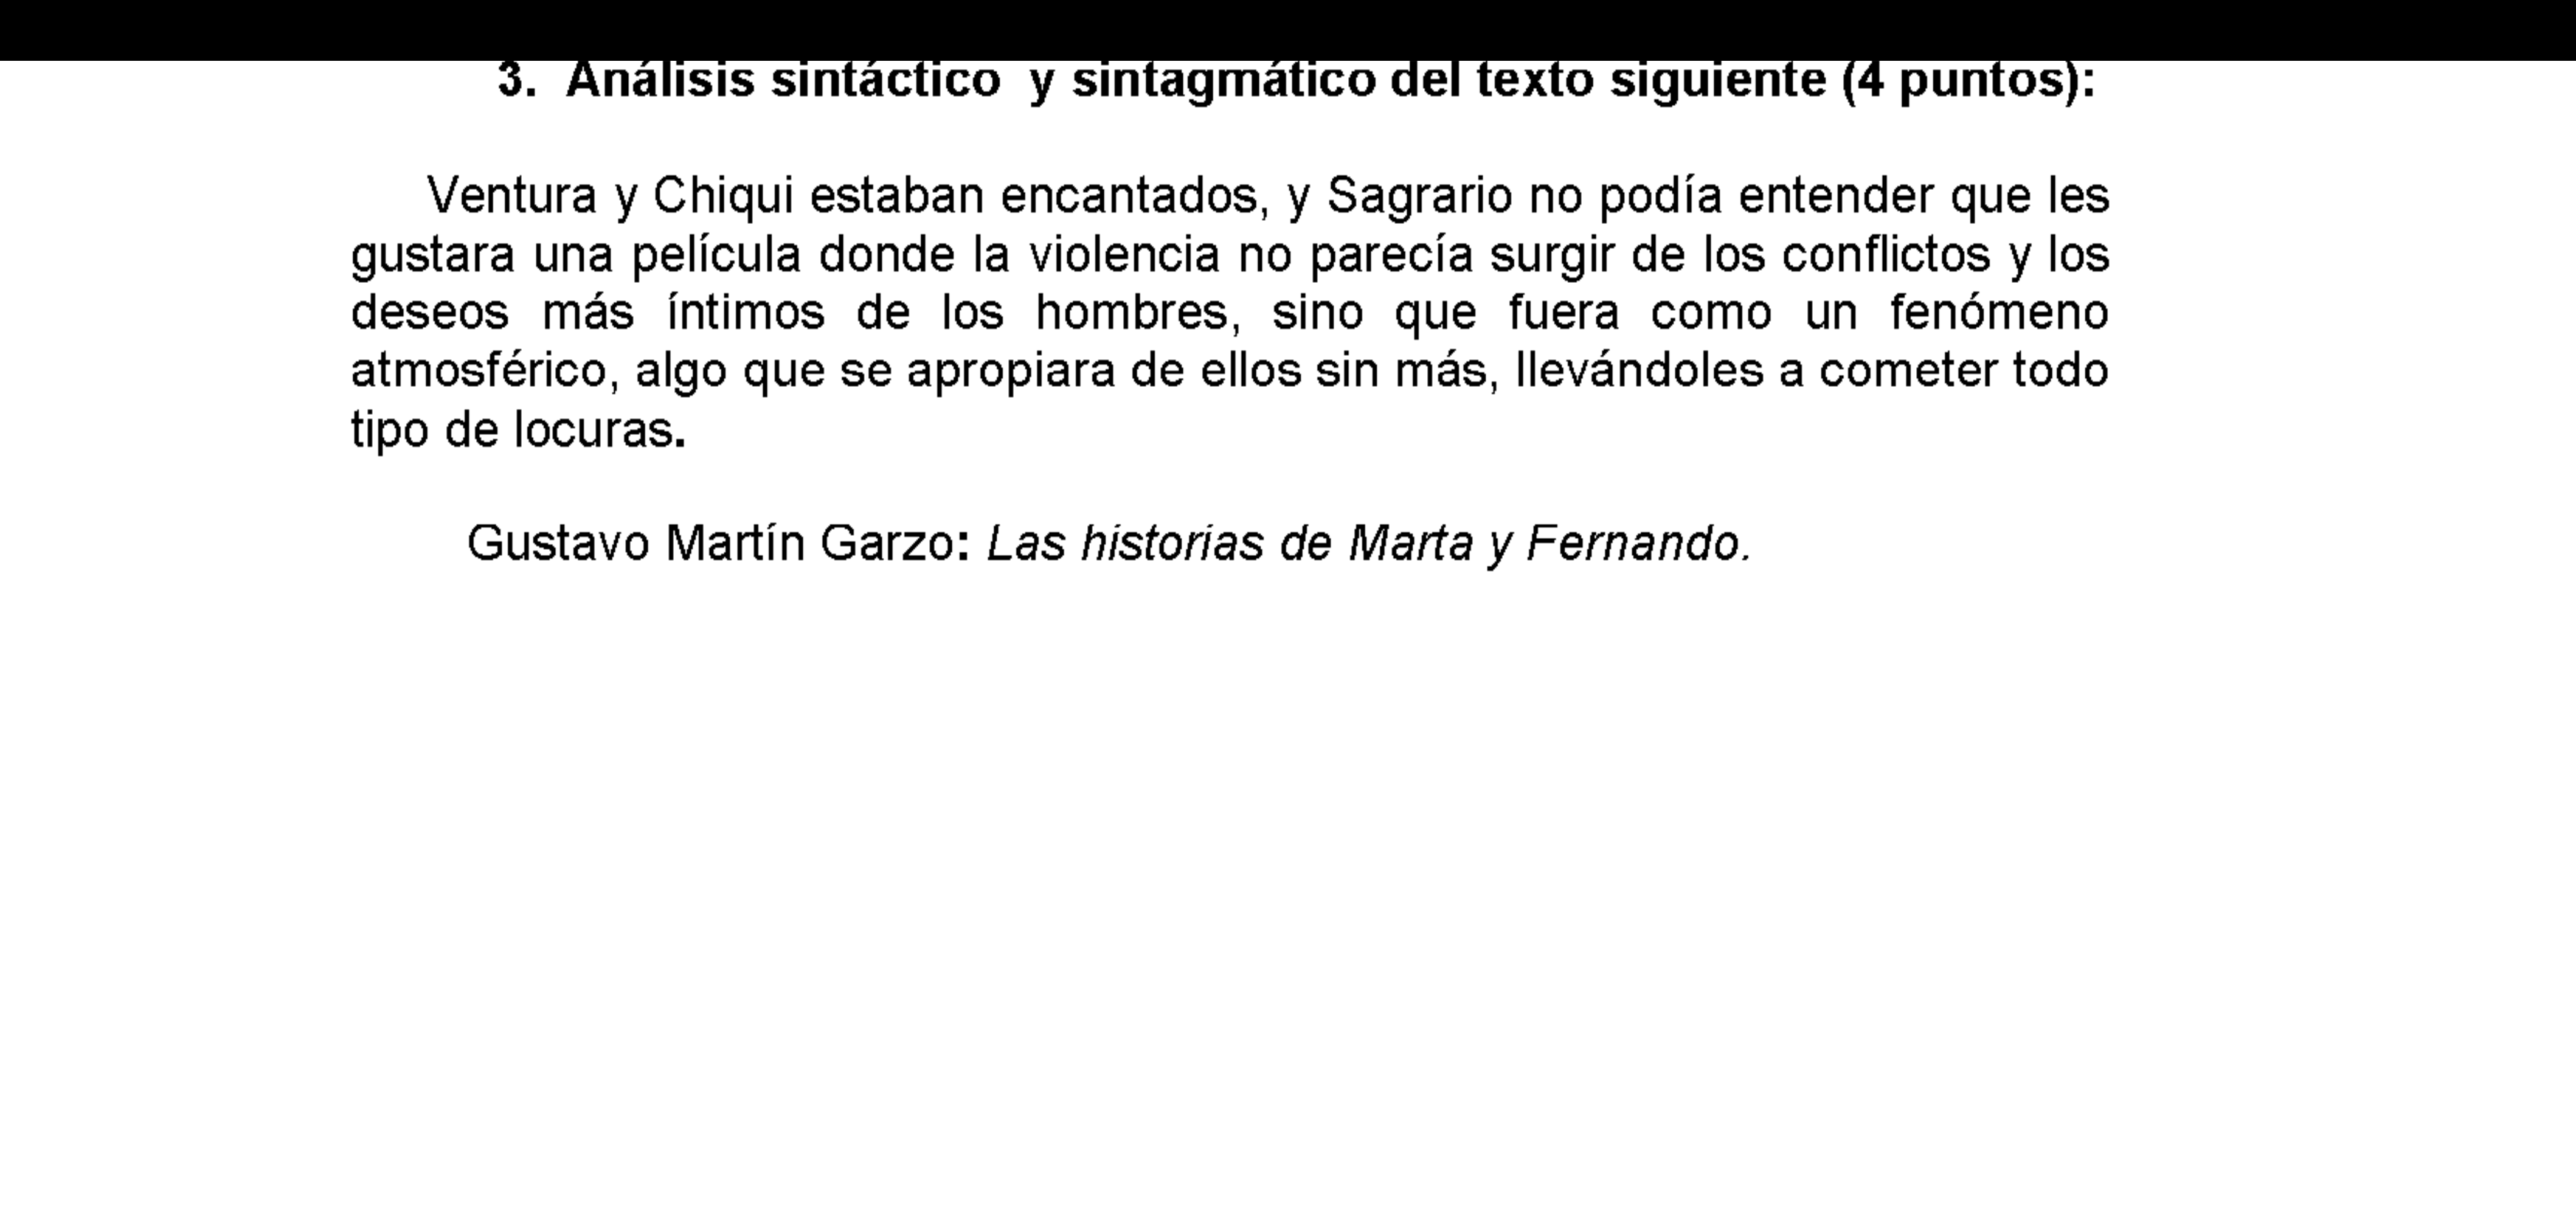 3. Análisis sintáctico y sintagmático del texto siguiente (4 puntos):
Ventura y Chiqui estaban encantados, y Sagrario no podía entender que les
gustara una película donde la violencia no parecía surgir de los conflictos y los
deseos más íntimos de los hombres, sino que fuera como un fenómeno
atmosférico, algo que se apropiara de ellos sin más, llevándoles a cometer todo
tipo de locuras.
Gustavo Martín Garzo: Las historias de Marta y Fernando.